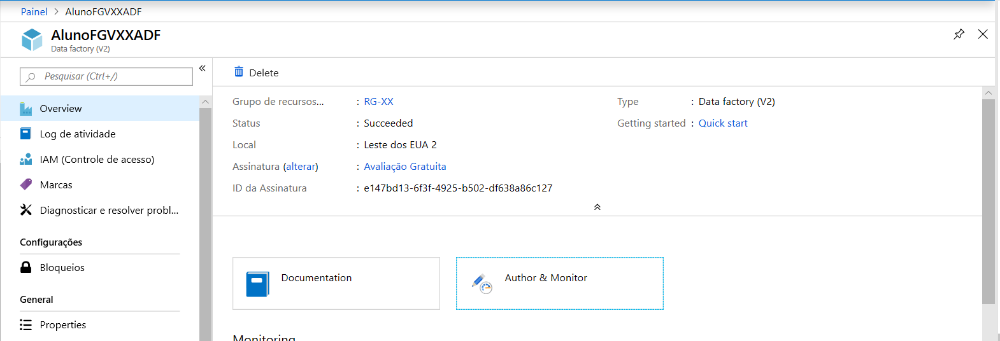 Painel > AlunoFGVXXADF
AlunoFGVXXADF
Data factory (V2)
Pesquisar (Ctrl+/)
«
Overview
Log de atividade
IAM (Controle de acesso)
Marcas
Diagnosticar e resolver probl...
Configurações
Bloqueios
General
Properties
Delete
Grupo de recursos... : RG-XX
Status : Succeeded
Local : Leste dos EUA 2
Assinatura (alterar) : Avaliação Gratuita
ID da Assinatura : e147bd13-6f3f-4925-b502-df638a86c127
Type : Data factory (V2)
Getting started : Quick start
Documentation
Author & Monitor
Monitoring